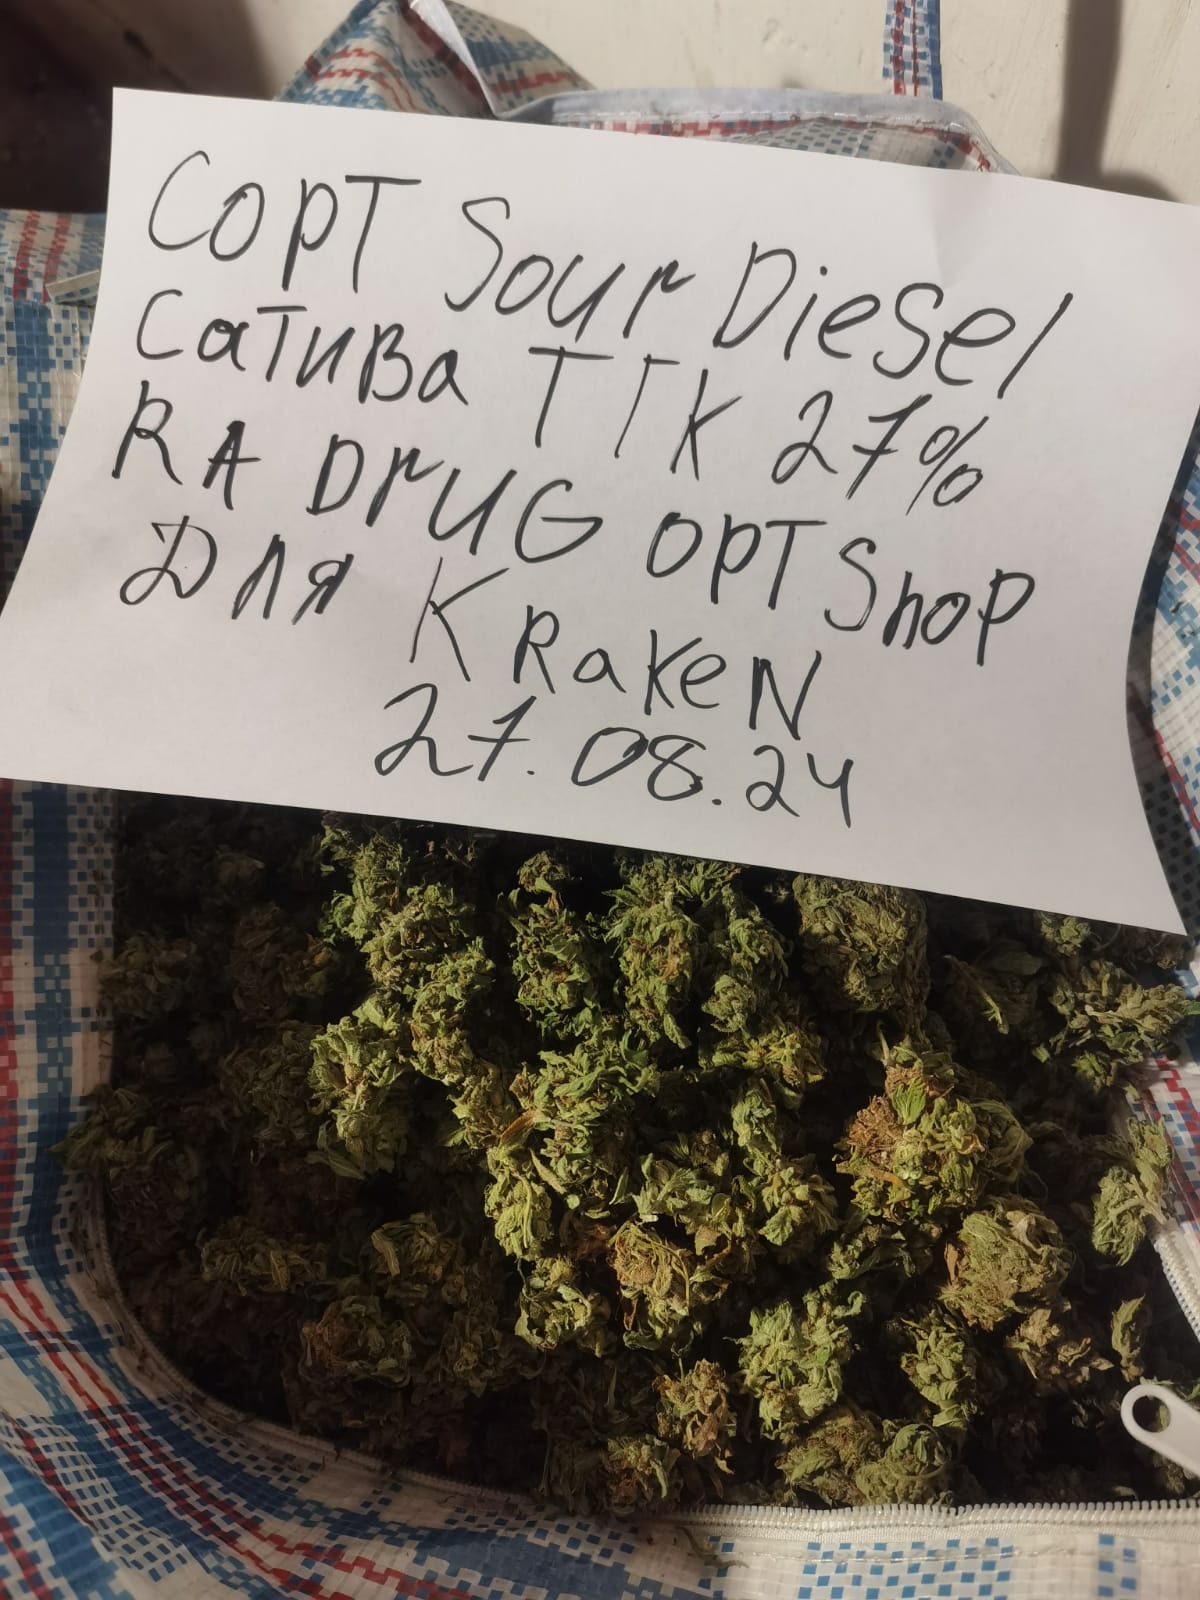 Сорт Sour Diesel
Сатива ТГК 27%
RA DrUG OPT Shop
Для KRaKeN
27.08.24